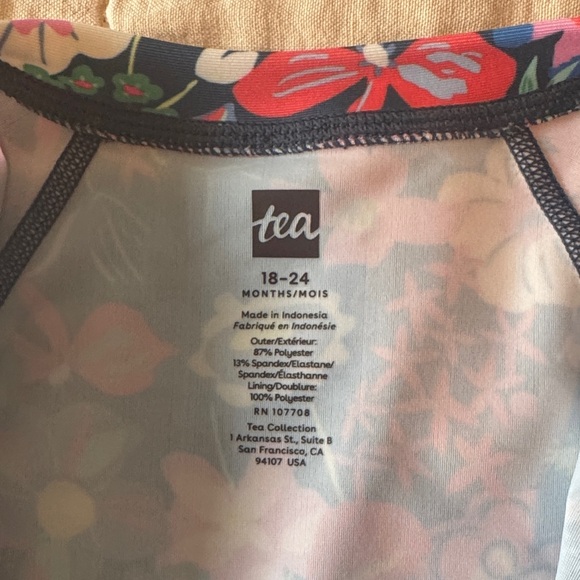 tea
18-24
MONTHS/MOIS
Made in Indonesia
Fabriqué en Indonésie
Outer/Extérieur:
87% Polyester
13% Spandex/Elastane/
Spandex/Élasthanne
Lining/Doublure:
100% Polyester
RN 107708
Tea Collection
1 Arkansas St., Suite B
San Francisco, CA
94107 USA